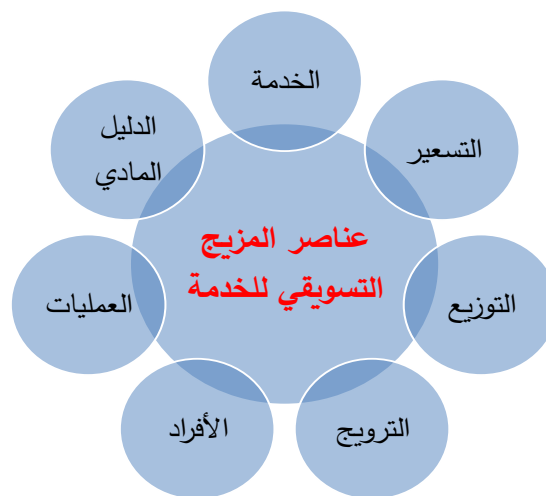 الخدمة
التسعير
التوزيع
الترويج
الأفراد
العمليات
الدليل
المادي
عناصر المزيج
التسويقي للخدمة